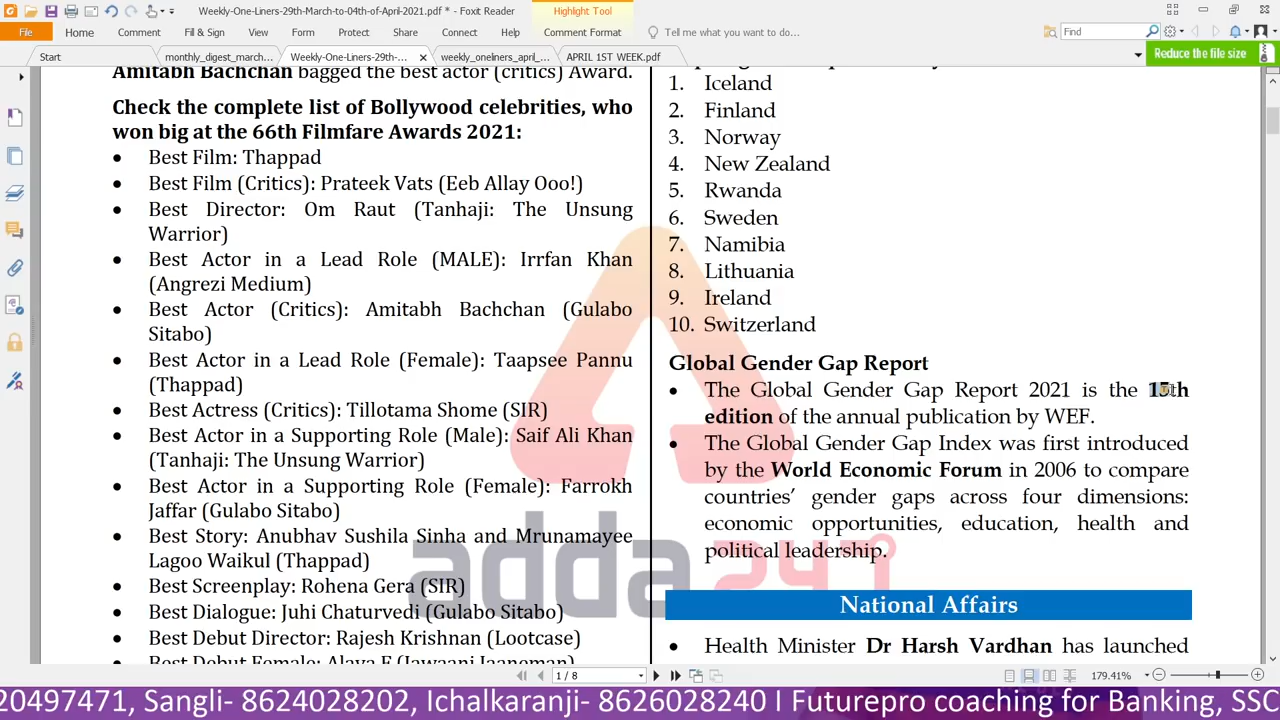 Weekly-One-Liners-29th-March-to-04th-of-April-2021.pdf * - Foxit Reader
Highlight Tool
File
Home
Comment
Fill & Sign
View
Form
Protect
Share
Connect
Help
Comment Format
Tell me what you want to do...
Find
Start
monthly_digest_march...
Weekly-One-Liners-29th-...
weekly_oneliners_april_...
APRIL 1ST WEEK.pdf
Reduce the file size
Amitabh Bachchan bagged the best actor (critics) Award.
Check the complete list of Bollywood celebrities, who
won big at the 66th Filmfare Awards 2021:
• Best Film: Thappad
• Best Film (Critics): Prateek Vats (Eeb Allay Ooo!)
• Best Director: Om Raut (Tanhaji: The Unsung
Warrior)
• Best Actor in a Lead Role (MALE): Irrfan Khan
(Angrezi Medium)
• Best Actor (Critics): Amitabh Bachchan (Gulabo
Sitabo)
• Best Actor in a Lead Role (Female): Taapsee Pannu
(Thappad)
• Best Actress (Critics): Tillotama Shome (SIR)
• Best Actor in a Supporting Role (Male): Saif Ali Khan
(Tanhaji: The Unsung Warrior)
• Best Actor in a Supporting Role (Female): Farrokh
Jaffar (Gulabo Sitabo)
• Best Story: Anubhav Sushila Sinha and Mrunamayee
Lagoo Waikul (Thappad)
• Best Screenplay: Rohena Gera (SIR)
• Best Dialogue: Juhi Chaturvedi (Gulabo Sitabo)
• Best Debut Director: Rajesh Krishnan (Lootcase)
• Best Debut Female: Alaya F (Jawaani Jaaneman)
1. Iceland
2. Finland
3. Norway
4. New Zealand
5. Rwanda
6. Sweden
7. Namibia
8. Lithuania
9. Ireland
10. Switzerland
Global Gender Gap Report
• The Global Gender Gap Report 2021 is the 15th
edition of the annual publication by WEF.
• The Global Gender Gap Index was first introduced
by the World Economic Forum in 2006 to compare
countries' gender gaps across four dimensions:
economic opportunities, education, health and
political leadership.
National Affairs
• Health Minister Dr Harsh Vardhan has launched
adda247
1 / 8
179.41%
20497471, Sangli- 8624028202, Ichalkaranji- 8626028240 I Futurepro coaching for Banking, SSC